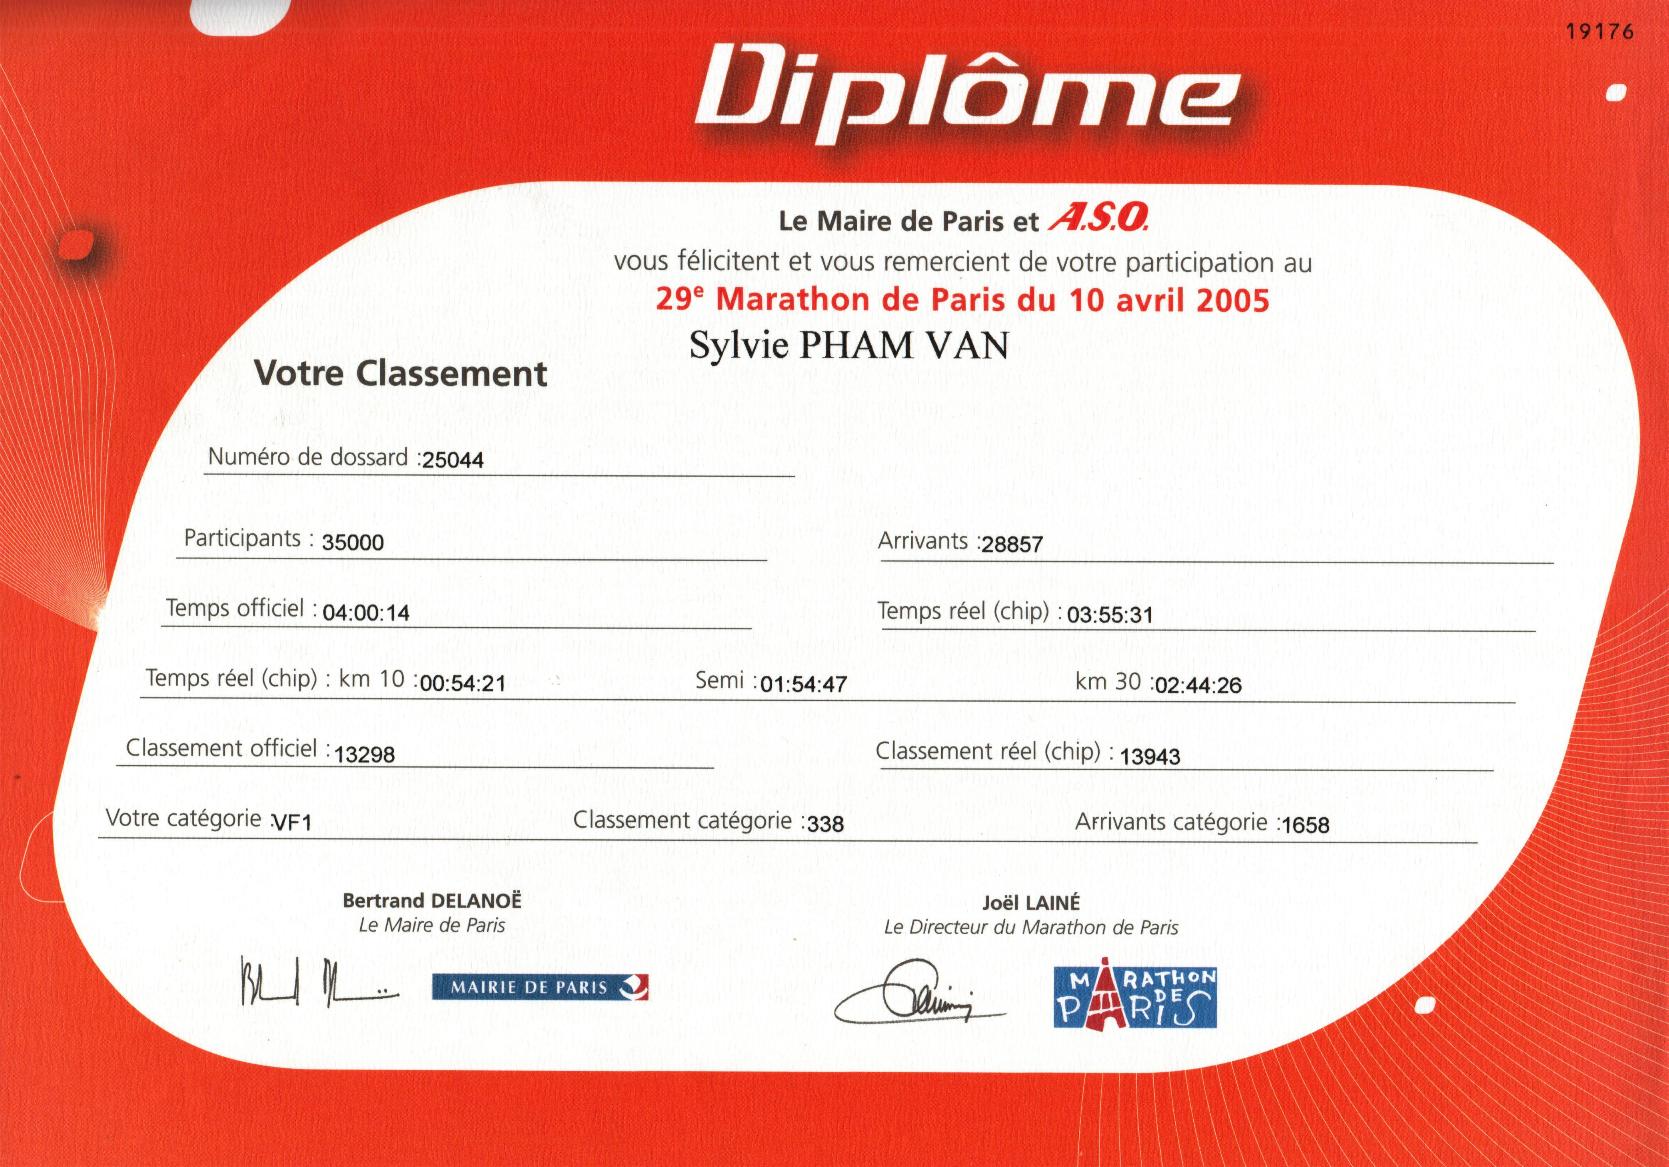 19176
Diplôme
Le Maire de Paris et A.S.O.
vous félicitent et vous remercient de votre participation au
29e Marathon de Paris du 10 avril 2005
Sylvie PHAM VAN
Votre Classement
Numéro de dossard :25044
Participants : 35000 Arrivants :28857
Temps officiel : 04:00:14 Temps réel (chip) : 03:55:31
Temps réel (chip) : km 10 :00:54:21 Semi :01:54:47 km 30 :02:44:26
Classement officiel :13298 Classement réel (chip) : 13943
Votre catégorie :VF1 Classement catégorie :338 Arrivants catégorie :1658
Bertrand DELANOË Joël LAINÉ
Le Maire de Paris Le Directeur du Marathon de Paris
MAIRIE DE PARIS MARATHON
DE
PARIS